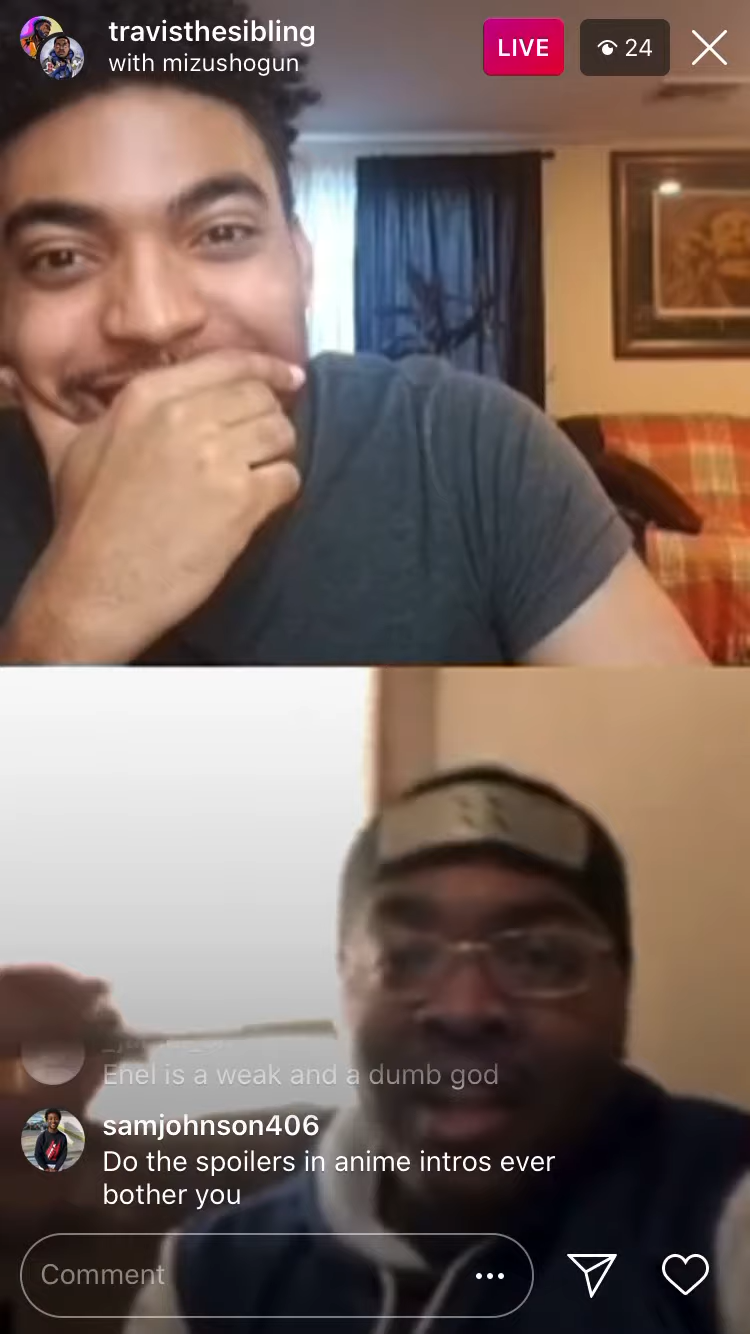 travisthesibling
with mizushogun
LIVE
24
Enel is a weak and a dumb god
samjohnson406
Do the spoilers in anime intros ever
bother you
Comment